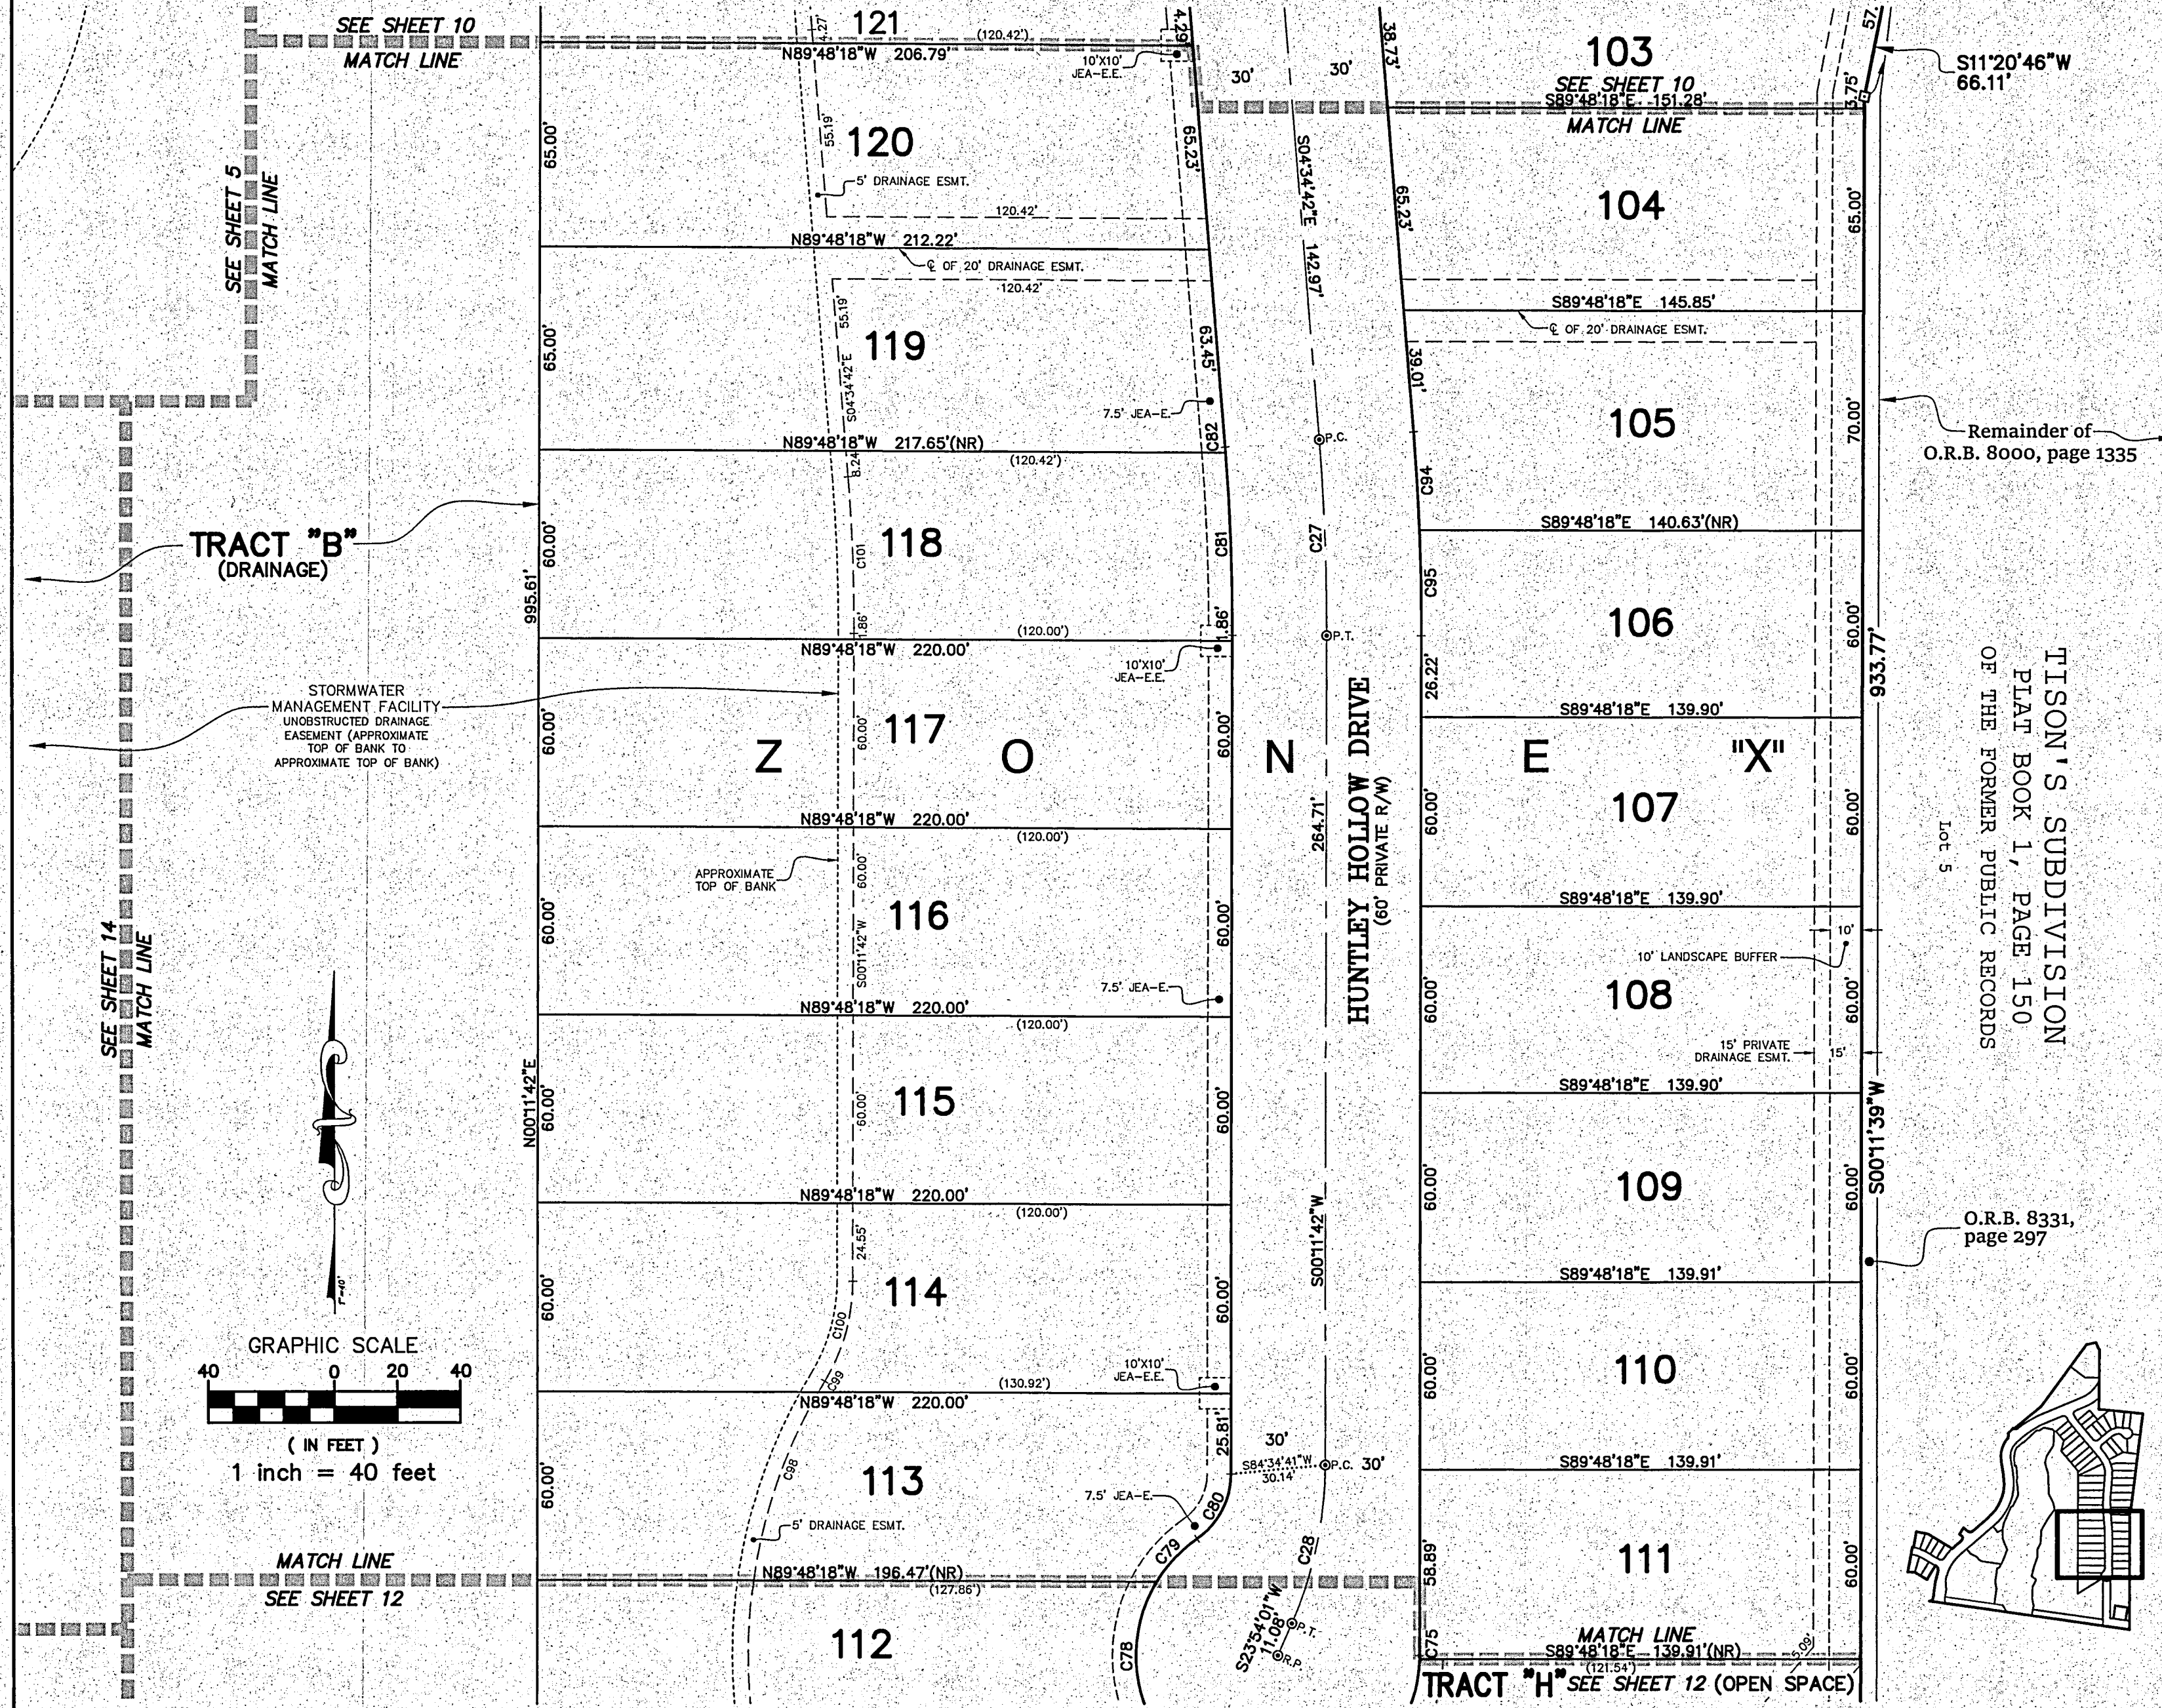 SEE SHEET 10
MATCH LINE
121
4.27'
(120.42')
N89°48'18"W 206.79'
4.29'
10'X10'
JEA-E.E.
30'
30'
38.73'
103
SEE SHEET 10
S89°48'18"E 151.28'
MATCH LINE
57.
3.75'
S11°20'46"W
66.11'
SEE SHEET 5
MATCH LINE
65.00'
55.19'
120
5' DRAINAGE ESMT.
120.42'
65.23'
S04°34'42"E 142.97'
65.23'
104
65.00'
N89°48'18"W 212.22'
℄ OF 20' DRAINAGE ESMT.
120.42'
S89°48'18"E 145.85'
℄ OF 20' DRAINAGE ESMT.
65.00'
55.19'
S04°34'42"E
119
63.45'
7.5' JEA-E.
C82
P.C.
39.01'
105
70.00'
Remainder of
O.R.B. 8000, page 1335
N89°48'18"W 217.65'(NR)
(120.42')
8.24'
C94
S89°48'18"E 140.63'(NR)
TRACT "B"
(DRAINAGE)
995.61'
60.00'
C101
118
C81
C27
C95
106
60.00'
1.86'
(120.00')
N89°48'18"W 220.00'
1.86'
10'X10'
JEA-E.E.
P.T.
26.22'
933.77'
S89°48'18"E 139.90'
STORMWATER
MANAGEMENT FACILITY
UNOBSTRUCTED DRAINAGE
EASEMENT (APPROXIMATE
TOP OF BANK TO
APPROXIMATE TOP OF BANK)
60.00'
60.00'
117
60.00'
Z O N E "X"
HUNTLEY HOLLOW DRIVE
(60' PRIVATE R/W)
264.71'
60.00'
107
60.00'
TISON'S SUBDIVISION
PLAT BOOK 1, PAGE 150
OF THE FORMER PUBLIC RECORDS
Lot 5
N89°48'18"W 220.00'
(120.00')
APPROXIMATE
TOP OF BANK
60.00'
S89°48'18"E 139.90'
SEE SHEET 14
MATCH LINE
60.00'
116
S00°11'42"W
60.00'
7.5' JEA-E.
10'
10' LANDSCAPE BUFFER
60.00'
108
60.00'
N89°48'18"W 220.00'
(120.00')
15' PRIVATE
DRAINAGE ESMT.
15'
S89°48'18"E 139.90'
N00°11'42"E
60.00'
60.00'
115
60.00'
S00°11'42"W
60.00'
109
60.00'
S00°11'39"W
N89°48'18"W 220.00'
(120.00')
24.55'
O.R.B. 8331,
page 297
S89°48'18"E 139.91'
1"=40'
60.00'
114
C100
60.00'
GRAPHIC SCALE
40 0 20 40
( IN FEET )
1 inch = 40 feet
C99
(130.92')
N89°48'18"W 220.00'
10'X10'
JEA-E.E.
60.00'
110
60.00'
25.81'
30'
S84°34'41"W
30.14'
P.C. 30'
S89°48'18"E 139.91'
60.00'
C98
113
7.5' JEA-E.
C80
5' DRAINAGE ESMT.
C79
C28
58.89'
111
60.00'
MATCH LINE
SEE SHEET 12
N89°48'18"W 196.47'(NR)
(127.86')
112
C78
S23°54'01"W
11.08'
P.T.
R.P.
C75
MATCH LINE
S89°48'18"E 139.91'(NR)
(121.54')
5.09'
TRACT "H" SEE SHEET 12 (OPEN SPACE)